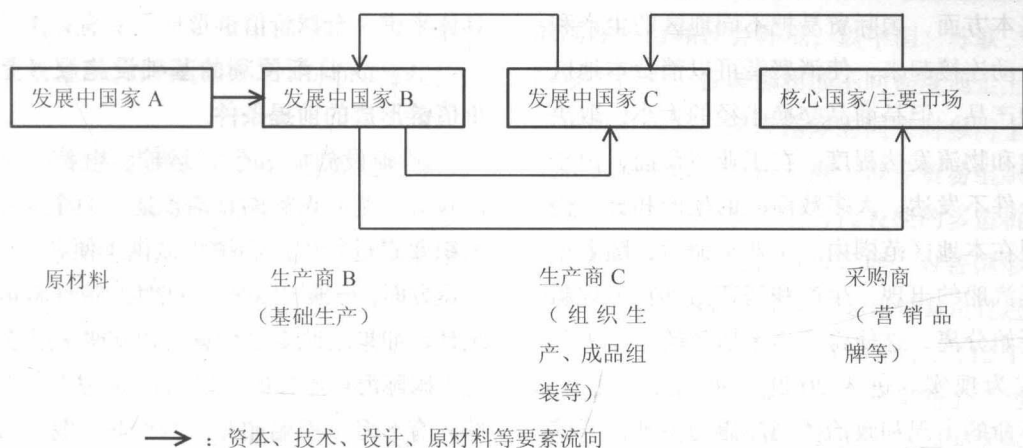 发展中国家 A
发展中国家 B
发展中国家 C
核心国家/主要市场
原材料
生产商 B
（基础生产）
生产商 C
（组织生
产、成品组
装等）
采购商
（营销品
牌等）
：资本、技术、设计、原材料等要素流向